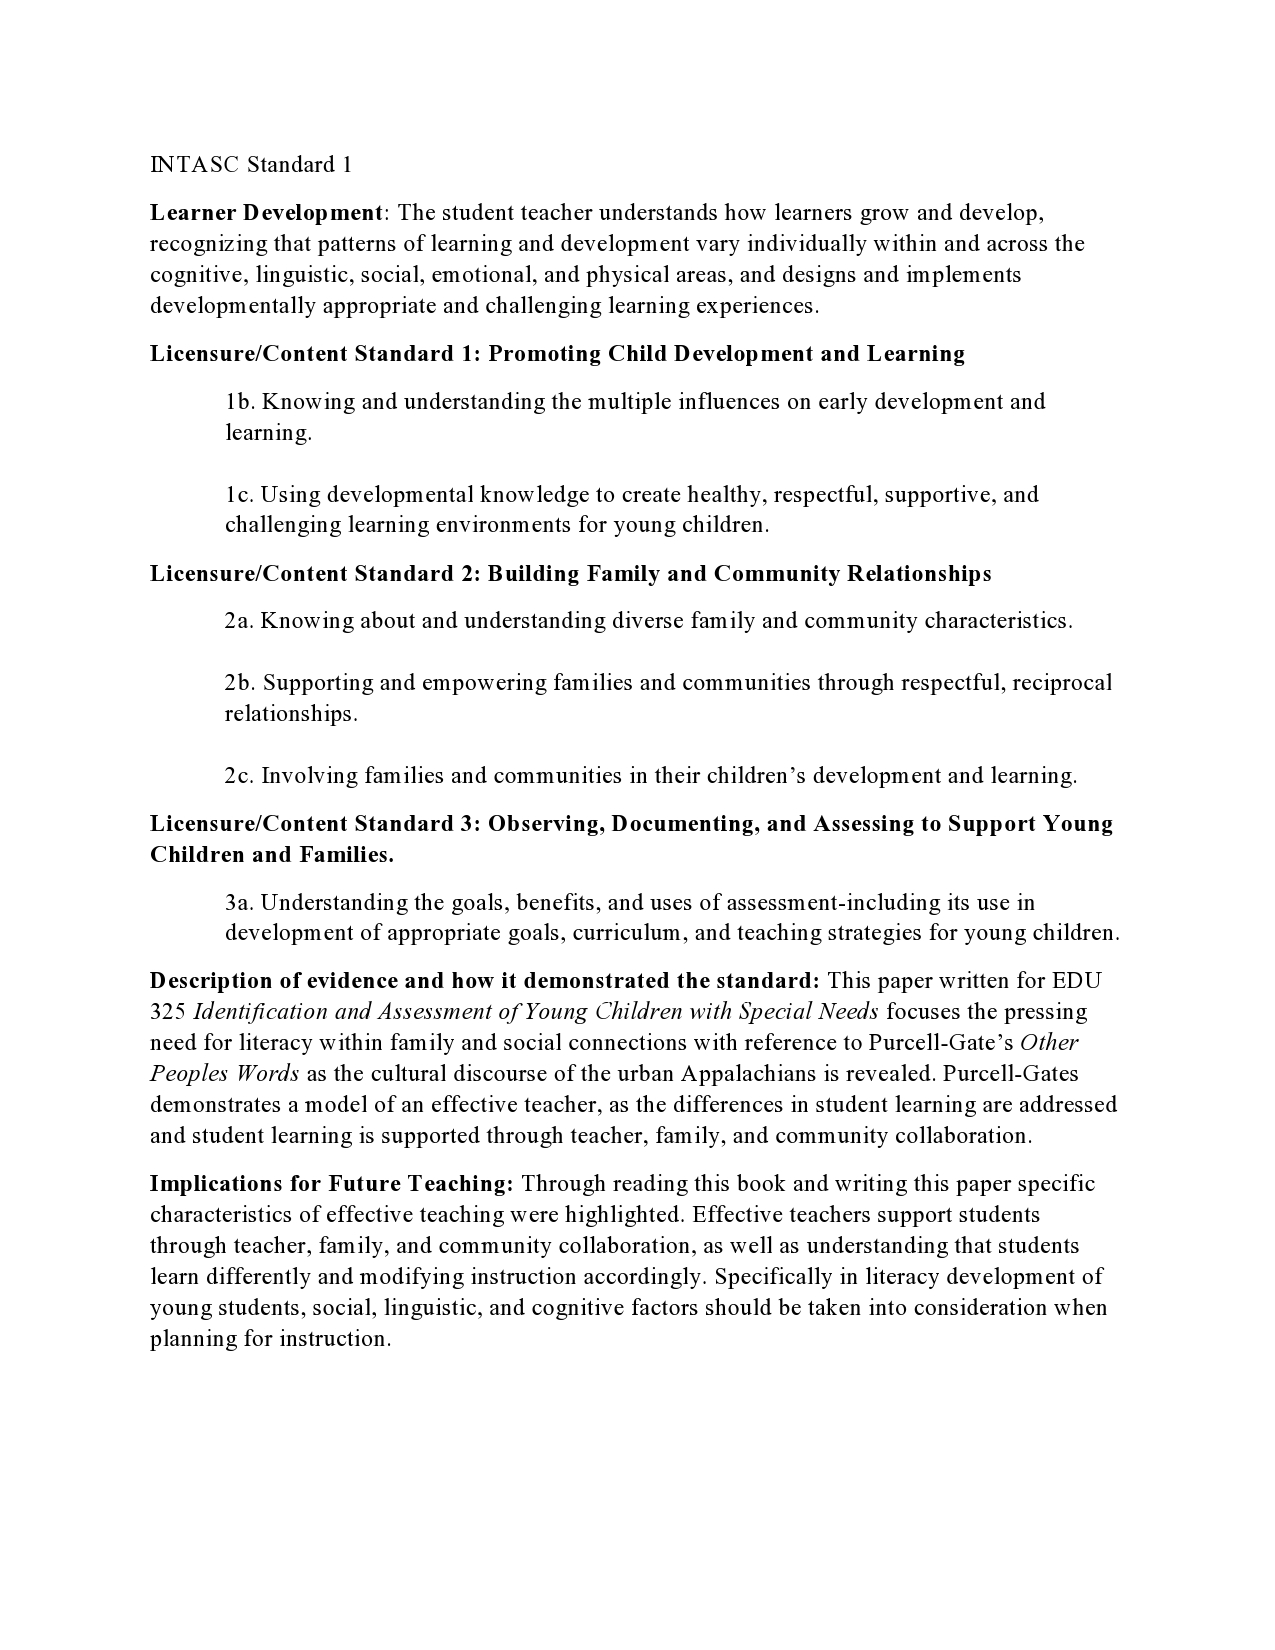 INTASC Standard 1
Learner Development: The student teacher understands how learners grow and develop,
recognizing that patterns of learning and development vary individually within and across the
cognitive, linguistic, social, emotional, and physical areas, and designs and implements
developmentally appropriate and challenging learning experiences.
Licensure/Content Standard 1: Promoting Child Development and Learning
1b. Knowing and understanding the multiple influences on early development and
learning.
1c. Using developmental knowledge to create healthy, respectful, supportive, and
challenging learning environments for young children.
Licensure/Content Standard 2: Building Family and Community Relationships
2a. Knowing about and understanding diverse family and community characteristics.
2b. Supporting and empowering families and communities through respectful, reciprocal
relationships.
2c. Involving families and communities in their children’s development and learning.
Licensure/Content Standard 3: Observing, Documenting, and Assessing to Support Young
Children and Families.
3a. Understanding the goals, benefits, and uses of assessment-including its use in
development of appropriate goals, curriculum, and teaching strategies for young children.
Description of evidence and how it demonstrated the standard: This paper written for EDU
325 Identification and Assessment of Young Children with Special Needs focuses the pressing
need for literacy within family and social connections with reference to Purcell-Gate’s Other
Peoples Words as the cultural discourse of the urban Appalachians is revealed. Purcell-Gates
demonstrates a model of an effective teacher, as the differences in student learning are addressed
and student learning is supported through teacher, family, and community collaboration.
Implications for Future Teaching: Through reading this book and writing this paper specific
characteristics of effective teaching were highlighted. Effective teachers support students
through teacher, family, and community collaboration, as well as understanding that students
learn differently and modifying instruction accordingly. Specifically in literacy development of
young students, social, linguistic, and cognitive factors should be taken into consideration when
planning for instruction.